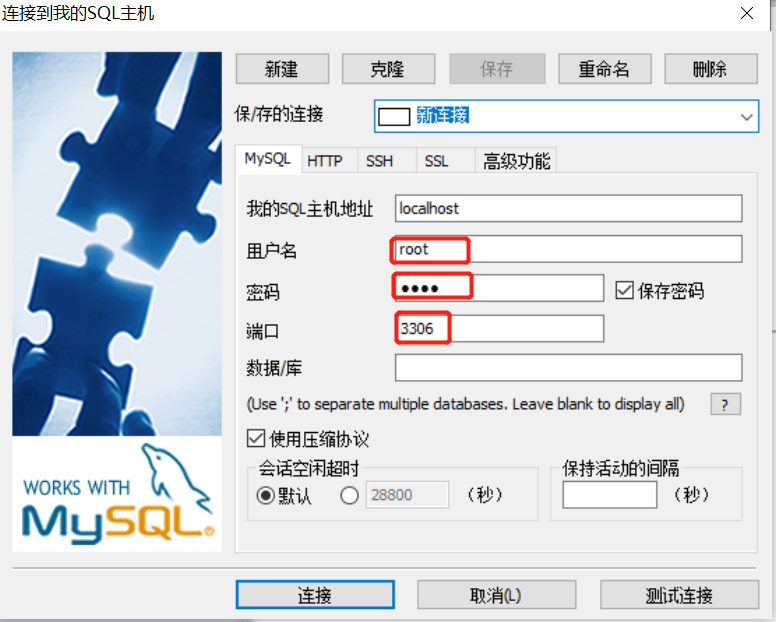 连接到我的SQL主机
新建 克隆 保存 重命名 删除
保/存的连接 新连接
MySQL HTTP SSH SSL 高级功能
我的SQL主机地址 localhost
用户名 root
密码 ●●●● 保存密码
端口 3306
数据/库
(Use ';' to separate multiple databases. Leave blank to display all) ?
使用压缩协议
会话空闲超时 保持活动的间隔
默认 28800 (秒) (秒)
WORKS WITH
MySQL®
连接 取消(L) 测试连接